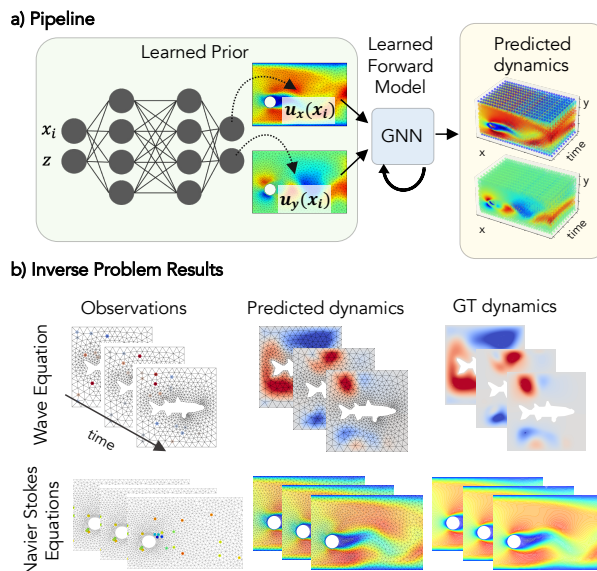 a) Pipeline
Learned Prior
Learned
Forward
Model
Predicted
dynamics
x_i
z
u_x(x_i)
u_y(x_i)
GNN
y
x
time
y
x
time
b) Inverse Problem Results
Observations
Predicted dynamics
GT dynamics
Wave Equation
time
Navier Stokes
Equations